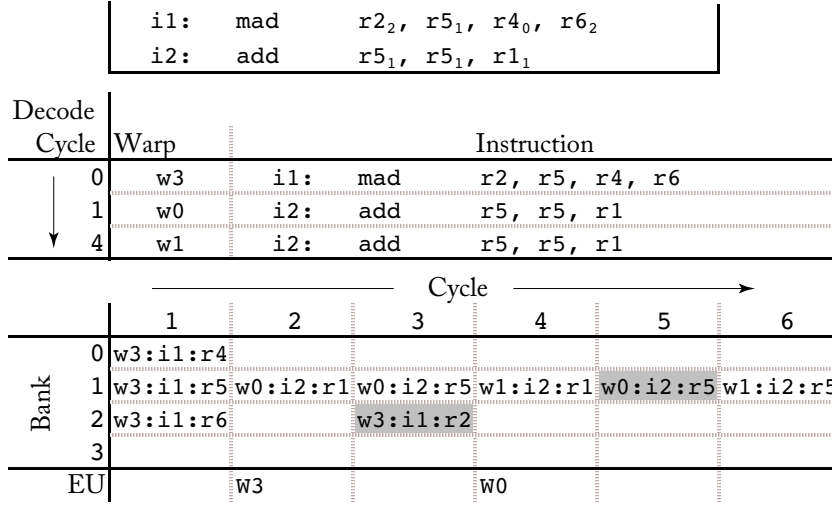 i1: mad r2₂, r5₁, r4₀, r6₂
i2: add r5₁, r5₁, r1₁
Decode
Cycle Warp Instruction
0 w3 i1: mad r2, r5, r4, r6
1 w0 i2: add r5, r5, r1
4 w1 i2: add r5, r5, r1
Cycle
1 2 3 4 5 6
Bank
0 w3:i1:r4
1 w3:i1:r5 w0:i2:r1 w0:i2:r5 w1:i2:r1 w0:i2:r5 w1:i2:r5
2 w3:i1:r6 w3:i1:r2
3
EU W3 W0